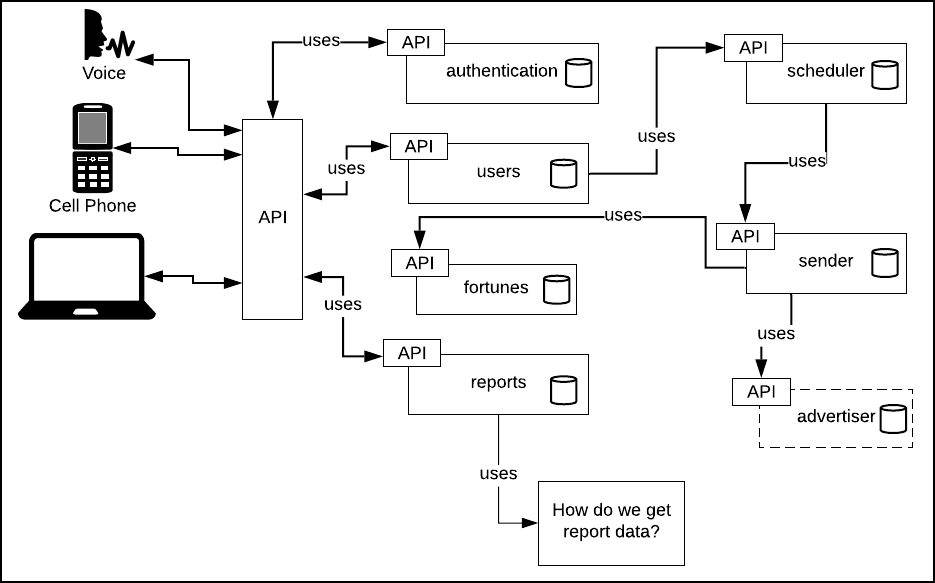 uses
API
API
authentication
scheduler
Voice
API
uses
users
uses
uses
Cell Phone
API
uses
API
sender
API
fortunes
uses
uses
API
reports
API
advertiser
uses
How do we get
report data?